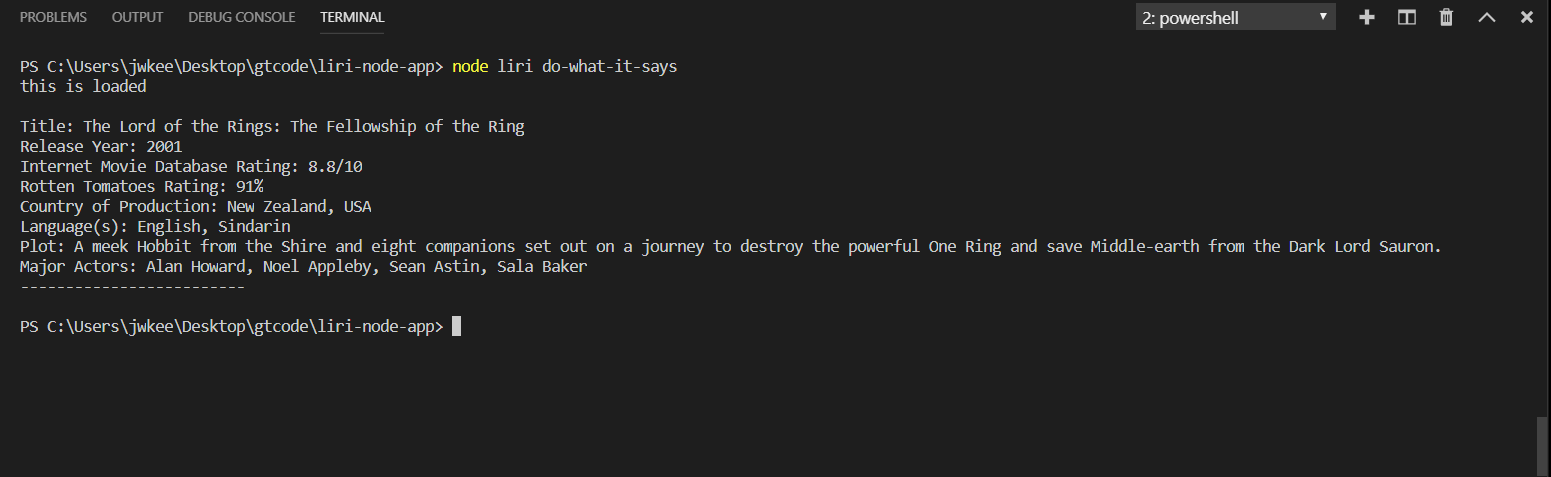 PROBLEMS OUTPUT DEBUG CONSOLE TERMINAL 2: powershell
PS C:\Users\jwkee\Desktop\gtcode\liri-node-app> node liri do-what-it-says
this is loaded
Title: The Lord of the Rings: The Fellowship of the Ring
Release Year: 2001
Internet Movie Database Rating: 8.8/10
Rotten Tomatoes Rating: 91%
Country of Production: New Zealand, USA
Language(s): English, Sindarin
Plot: A meek Hobbit from the Shire and eight companions set out on a journey to destroy the powerful One Ring and save Middle-earth from the Dark Lord Sauron.
Major Actors: Alan Howard, Noel Appleby, Sean Astin, Sala Baker
-------------------------
PS C:\Users\jwkee\Desktop\gtcode\liri-node-app>